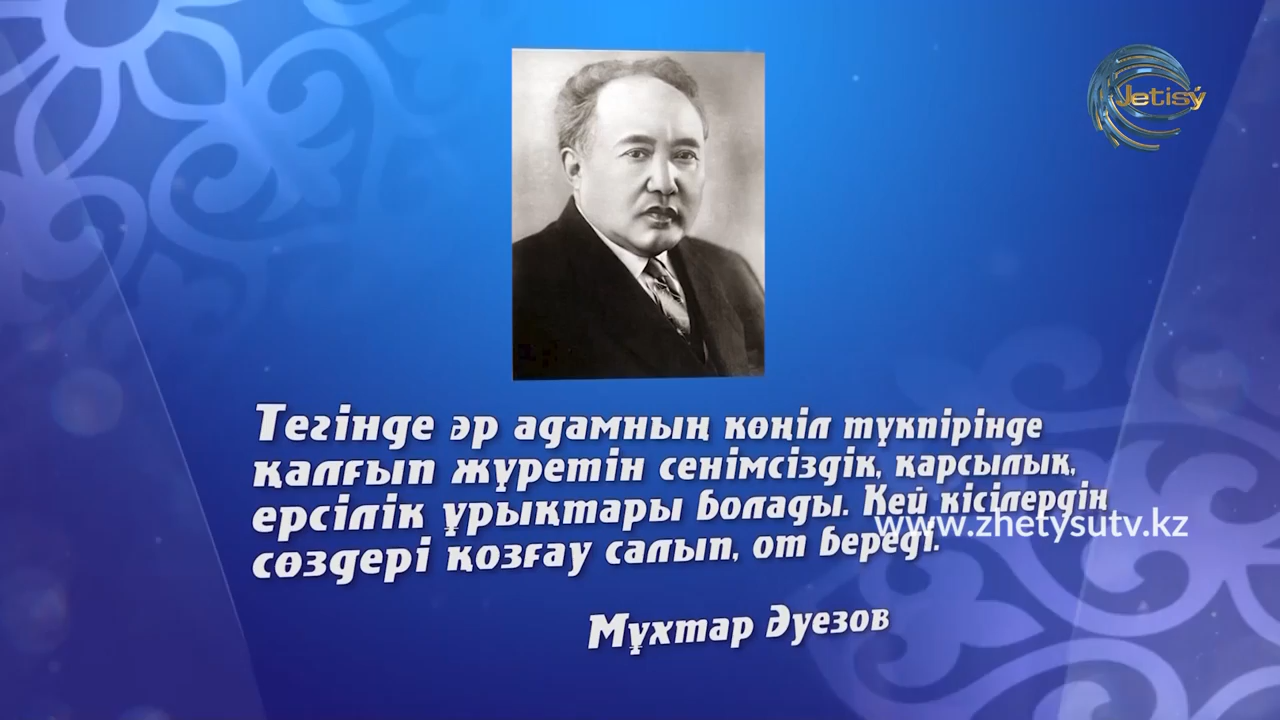 Jetisý
Тегінде әр адамның көңіл түкпірінде
қалғып жүретін сенімсіздік, қарсылық,
ерсілік ұрықтары болады. Кей кісілердің
www.zhetysutv.kz
сөздері қозғау салып, от береді.
Мұхтар Әуезов